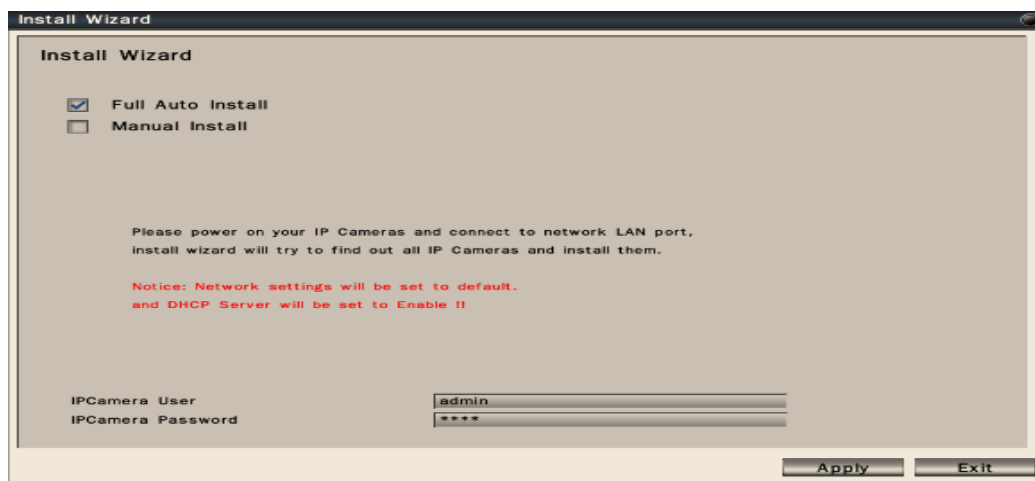 Install Wizard
Install Wizard
Full Auto Install
Manual Install
Please power on your IP Cameras and connect to network LAN port,
install wizard will try to find out all IP Cameras and install them.
Notice: Network settings will be set to default.
and DHCP Server will be set to Enable !!
IPCamera User admin
IPCamera Password ****
Apply Exit